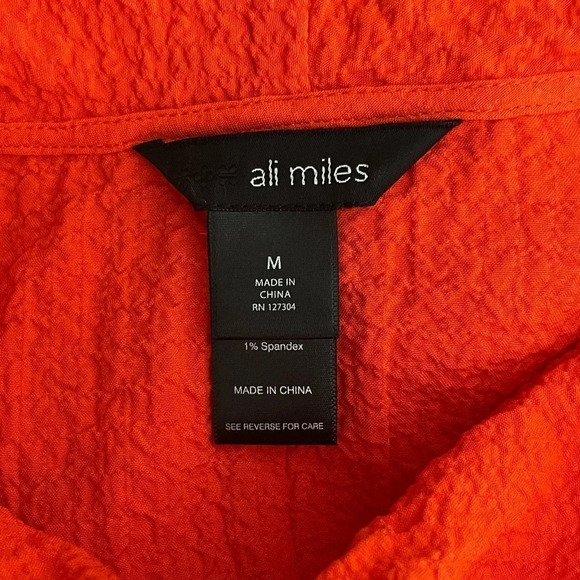 ali miles
M
MADE IN
CHINA
RN 127304
1% Spandex
MADE IN CHINA
SEE REVERSE FOR CARE